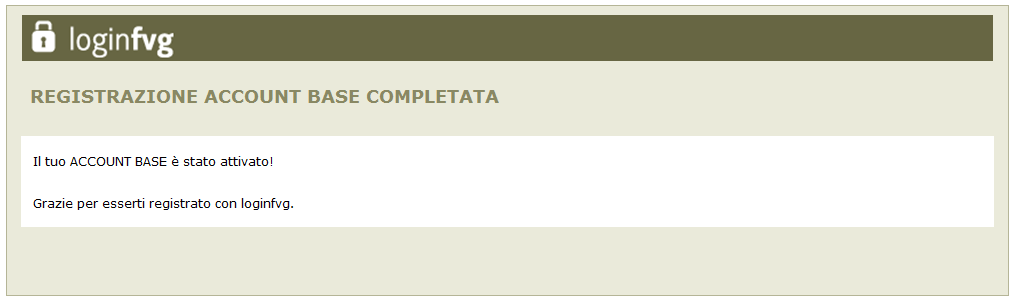 loginfvg
REGISTRAZIONE ACCOUNT BASE COMPLETATA
Il tuo ACCOUNT BASE è stato attivato!
Grazie per esserti registrato con loginfvg.